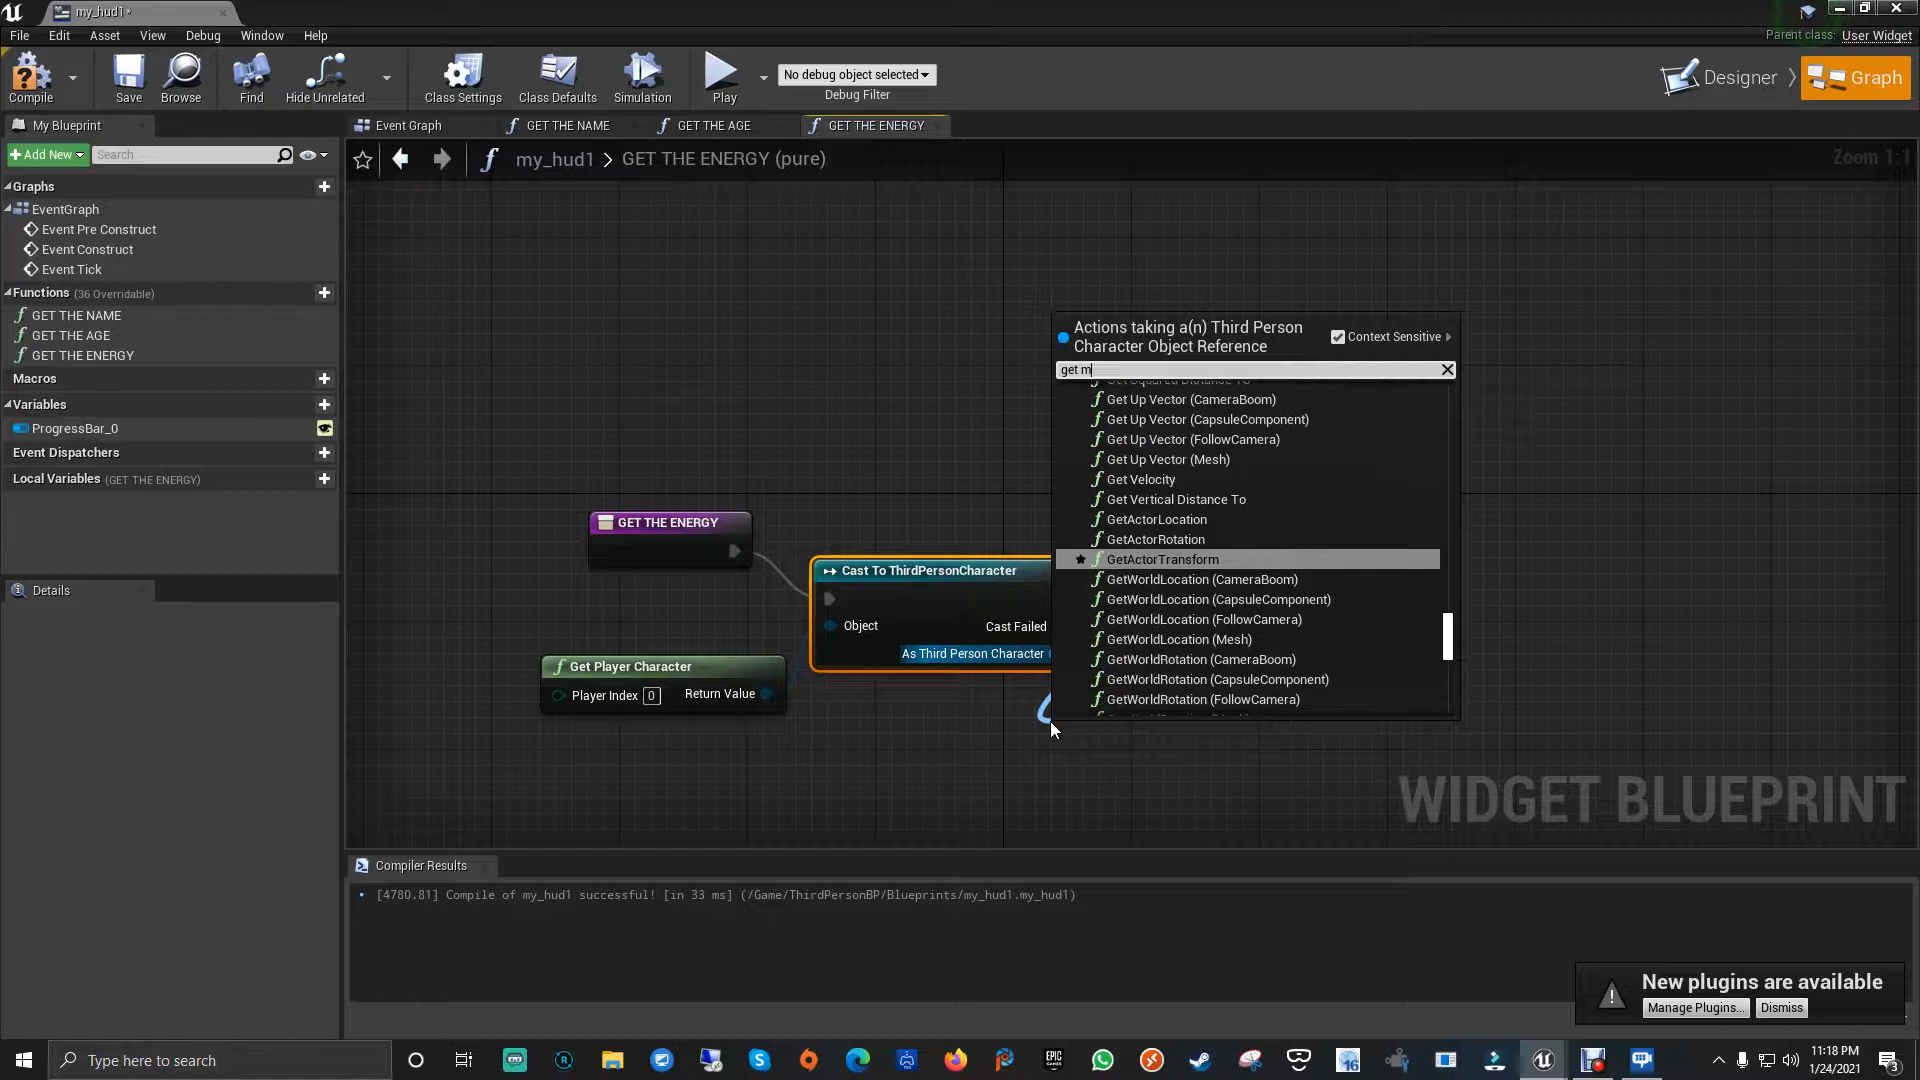 my_hud1*
File Edit Asset View Debug Window Help
Parent class: User Widget
Compile
Save
Browse
Find
Hide Unrelated
Class Settings
Class Defaults
Simulation
Play
No debug object selected
Debug Filter
Designer
Graph
My Blueprint
Event Graph
GET THE NAME
GET THE AGE
GET THE ENERGY
Add New
Search
my_hud1 > GET THE ENERGY (pure)
Zoom 1:1
Graphs
EventGraph
Event Pre Construct
Event Construct
Event Tick
Functions (36 Overridable)
GET THE NAME
GET THE AGE
GET THE ENERGY
Macros
Variables
ProgressBar_0
Event Dispatchers
Local Variables (GET THE ENERGY)
Details
GET THE ENERGY
Cast To ThirdPersonCharacter
Object
Cast Failed
As Third Person Character
Get Player Character
Player Index 0 Return Value
Actions taking a(n) Third Person
Character Object Reference
Context Sensitive
get m
Get Squared Distance To
Get Up Vector (CameraBoom)
Get Up Vector (CapsuleComponent)
Get Up Vector (FollowCamera)
Get Up Vector (Mesh)
Get Velocity
Get Vertical Distance To
GetActorLocation
GetActorRotation
GetActorTransform
GetWorldLocation (CameraBoom)
GetWorldLocation (CapsuleComponent)
GetWorldLocation (FollowCamera)
GetWorldLocation (Mesh)
GetWorldRotation (CameraBoom)
GetWorldRotation (CapsuleComponent)
GetWorldRotation (FollowCamera)
WIDGET BLUEPRINT
Compiler Results
[4780.81] Compile of my_hud1 successful! [in 33 ms] (/Game/ThirdPersonBP/Blueprints/my_hud1.my_hud1)
New plugins are available
Manage Plugins... Dismiss
Type here to search
EPIC
GAMES
16
11:18 PM
1/24/2021
3